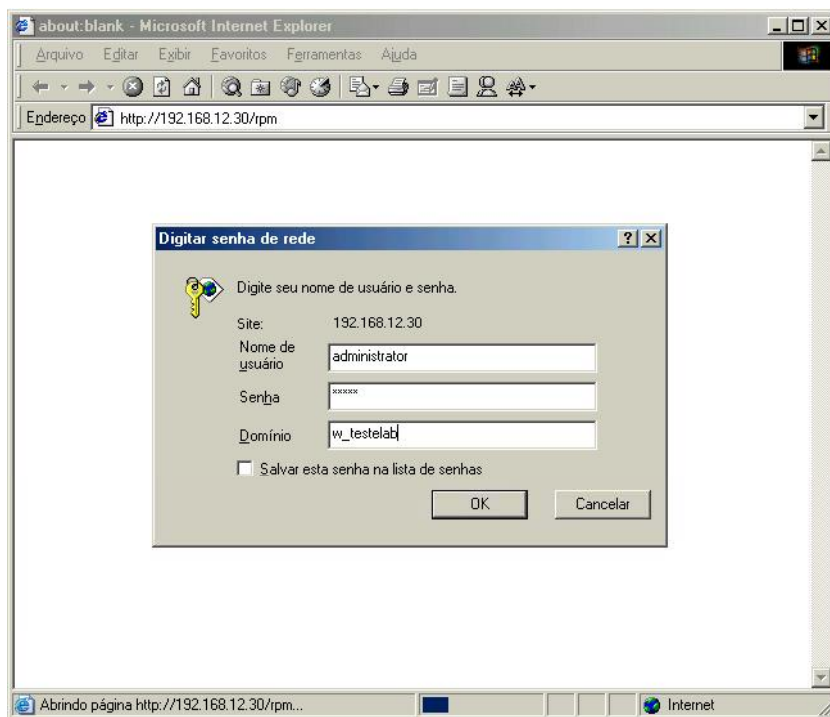 about:blank - Microsoft Internet Explorer
Arquivo Editar Exibir Favoritos Ferramentas Ajuda
Endereço http://192.168.12.30/rpm
Digitar senha de rede
Digite seu nome de usuário e senha.
Site: 192.168.12.30
Nome de usuário administrator
Senha *****
Domínio w_testelab
Salvar esta senha na lista de senhas
OK Cancelar
Abrindo página http://192.168.12.30/rpm... Internet